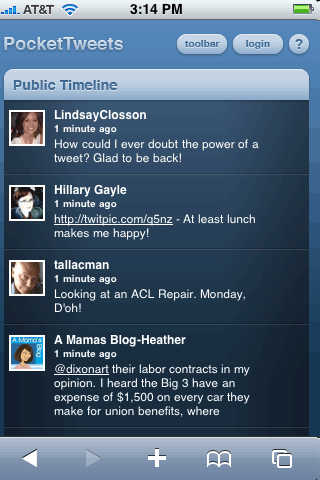 AT&T 3:14 PM
PocketTweets toolbar login ?
Public Timeline
LindsayClosson
1 minute ago
How could I ever doubt the power of a
tweet? Glad to be back!
Hillary Gayle
1 minute ago
http://twitpic.com/q5nz - At least lunch
makes me happy!
tallacman
1 minute ago
Looking at an ACL Repair. Monday,
D'oh!
A Mamas Blog-Heather
1 minute ago
@dixonart their labor contracts in my
opinion. I heard the Big 3 have an
expense of $1,500 on every car they
make for union benefits, where